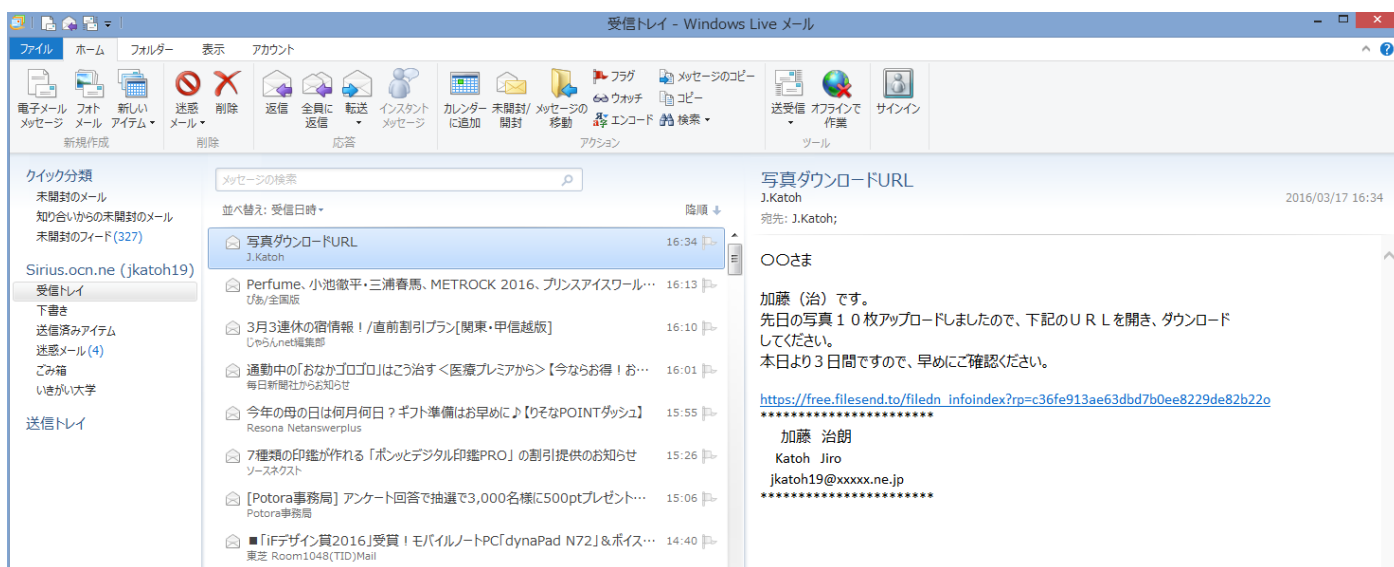 受信トレイ - Windows Live メール
ファイル ホーム フォルダー 表示 アカウント
電子メール メッセージ
フォト メール
新しい アイテム
迷惑 メール
削除
返信
全員に 返信
転送
インスタント メッセージ
カレンダー に追加
未開封/ 開封
メッセージの 移動
フラグ
ウォッチ
エンコード
メッセージのコピー
コピー
検索
送受信
オフラインで 作業
サインイン
新規作成 削除 応答 アクション ツール
クイック分類
未開封のメール
知り合いからの未開封のメール
未開封のフィード (327)
Sirius.ocn.ne (jkatoh19)
受信トレイ
下書き
送信済みアイテム
迷惑メール (4)
ごみ箱
いきがい大学
送信トレイ
メッセージの検索
並べ替え: 受信日時 降順
写真ダウンロードURL 16:34
J.Katoh
Perfume、小池徹平・三浦春馬、METROCK 2016、プリンスアイスワール… 16:13
ぴあ/全国版
3月3連休の宿情報！/直前割引プラン[関東・甲信越版] 16:10
じゃらんnet編集部
通勤中の「おなかゴロゴロ」はこう治す＜医療プレミアから＞【今ならお得！お… 16:01
毎日新聞社からお知らせ
今年の母の日は何月何日？ギフト準備はお早めに♪【りそなPOINTダッシュ】 15:55
Resona Netanswerplus
7種類の印鑑が作れる「ポンッとデジタル印鑑PRO」の割引提供のお知らせ 15:26
ソースネクスト
[Potora事務局] アンケート回答で抽選で3,000名様に500ptプレゼント… 15:06
Potora事務局
■「iFデザイン賞2016」受賞！モバイルノートPC「dynaPad N72」&ボイス… 14:40
東芝 Room1048(TID)Mail
写真ダウンロードURL
J.Katoh 2016/03/17 16:34
宛先: J.Katoh;
〇〇さま
加藤（治）です。
先日の写真１０枚アップロードしましたので、下記のＵＲＬを開き、ダウンロード
してください。
本日より３日間ですので、早めにご確認ください。
https://free.filesend.to/filedn_infoindex?rp=c36fe913ae63dbd7b0ee8229de82b22o
************************
加藤 治朗
Katoh Jiro
jkatoh19@xxxxx.ne.jp
************************